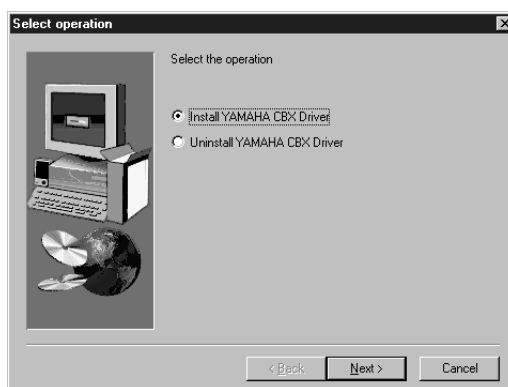 Select operation
Select the operation
Install YAMAHA CBX Driver
Uninstall YAMAHA CBX Driver
< Back
Next >
Cancel